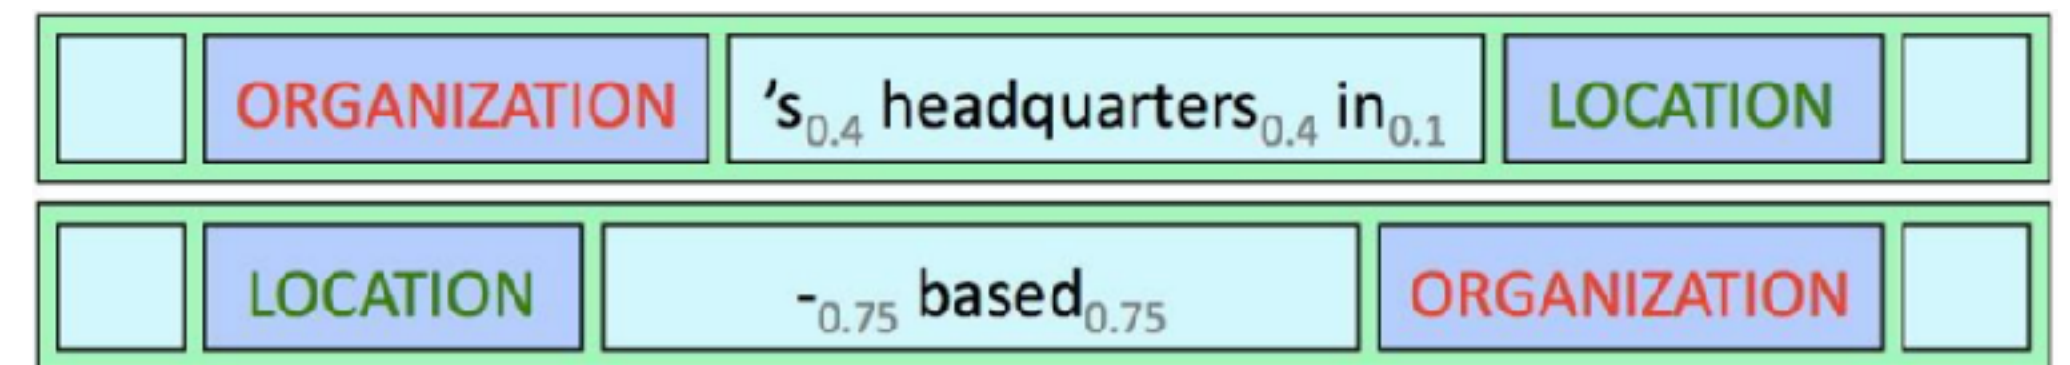 ORGANIZATION ’s0.4 headquarters0.4 in0.1 LOCATION
LOCATION -0.75 based0.75 ORGANIZATION